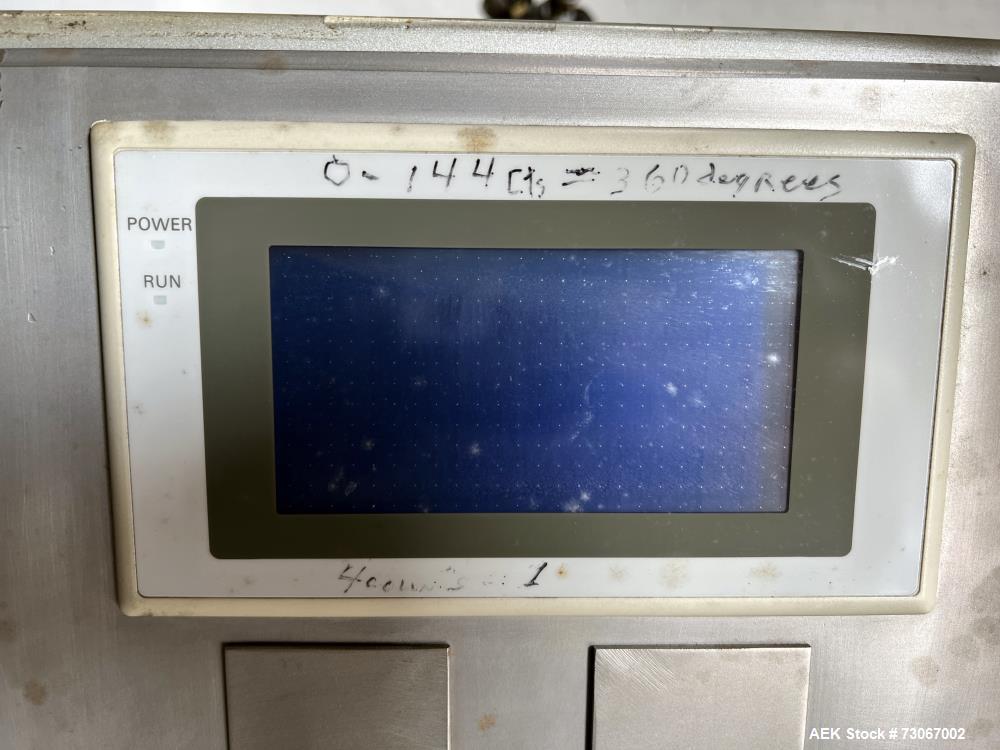 0- 144 Cts = 360 degrees
POWER
RUN
4 counts = 1
AEK Stock # 73067002